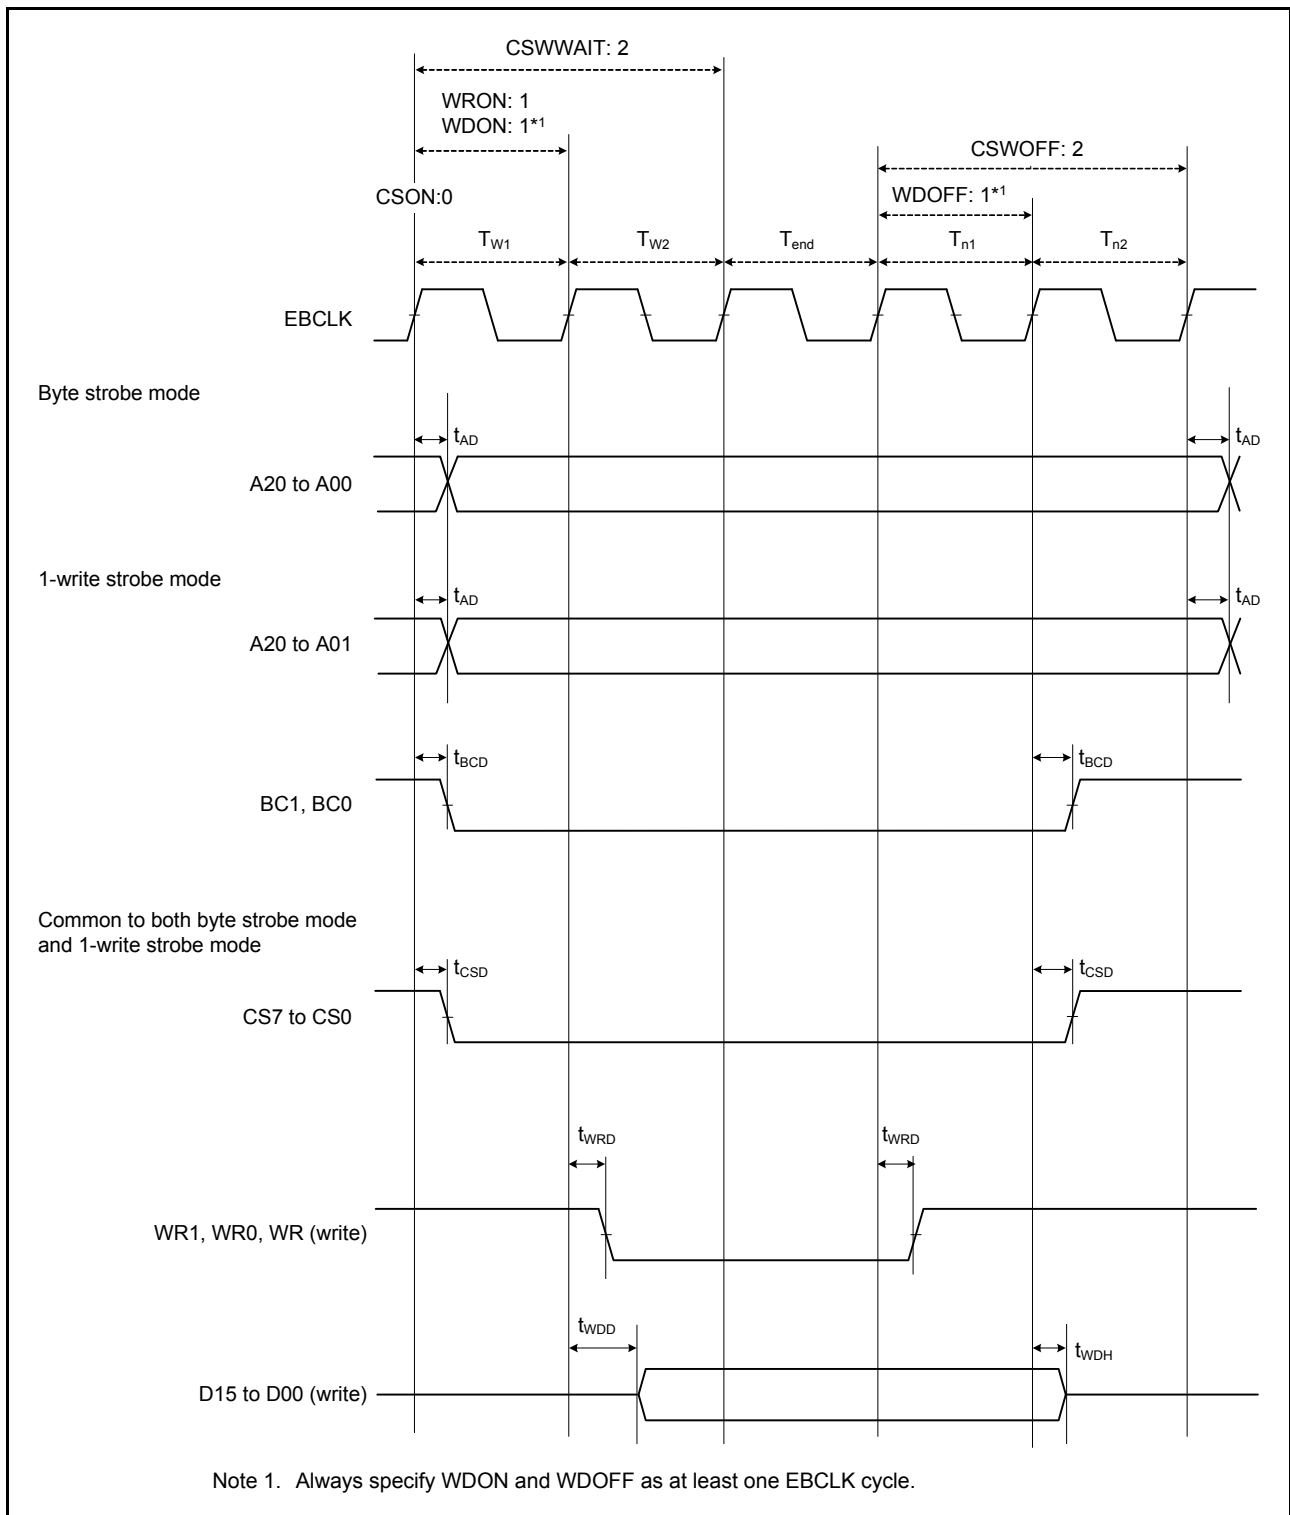 CSWWAIT: 2
WRON: 1
WDON: 1*1
CSWOFF: 2
CSON:0
WDOFF: 1*1
TW1 TW2 Tend Tn1 Tn2
EBCLK
Byte strobe mode
tAD tAD
A20 to A00
1-write strobe mode
tAD tAD
A20 to A01
tBCD tBCD
BC1, BC0
Common to both byte strobe mode
and 1-write strobe mode
tCSD tCSD
CS7 to CS0
tWRD tWRD
WR1, WR0, WR (write)
tWDD tWDH
D15 to D00 (write)
Note 1. Always specify WDON and WDOFF as at least one EBCLK cycle.